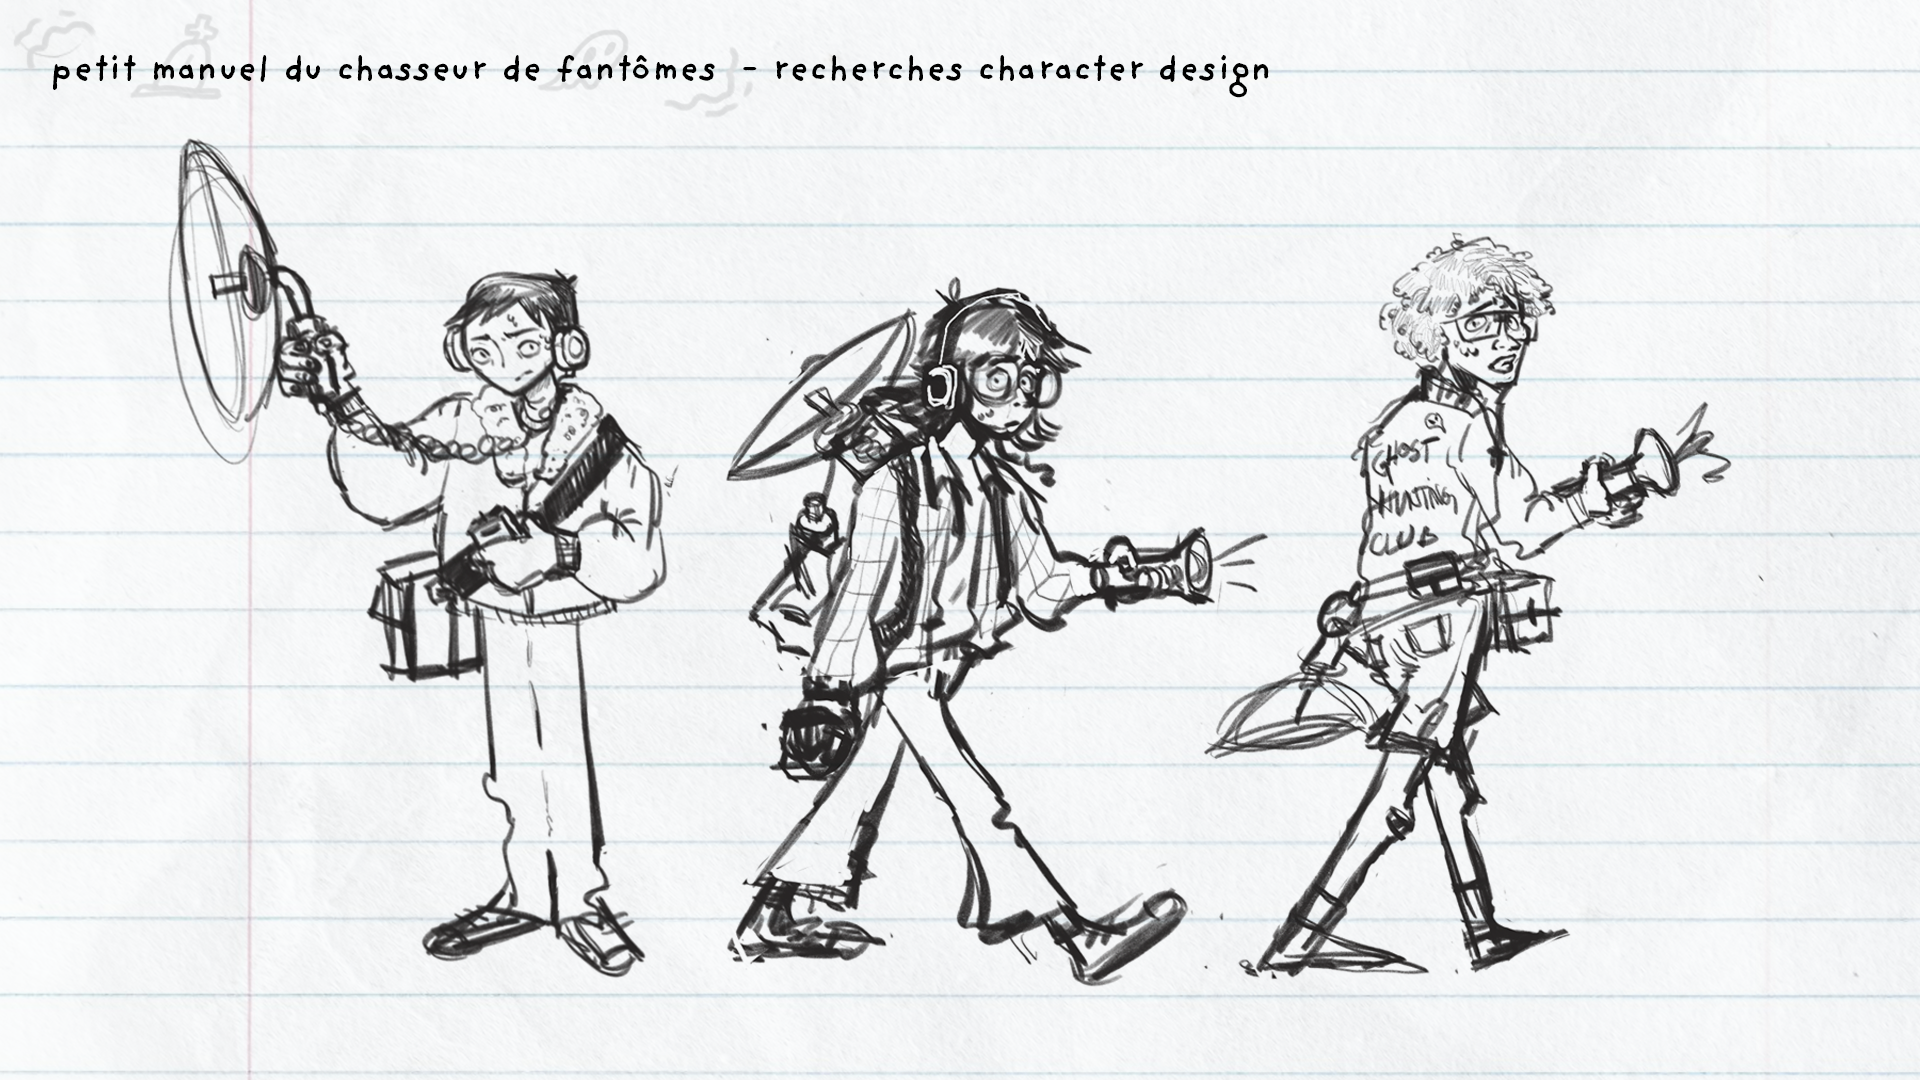 petit manuel du chasseur de fantômes - recherches character design
GHOST
HUNTING
CLUB